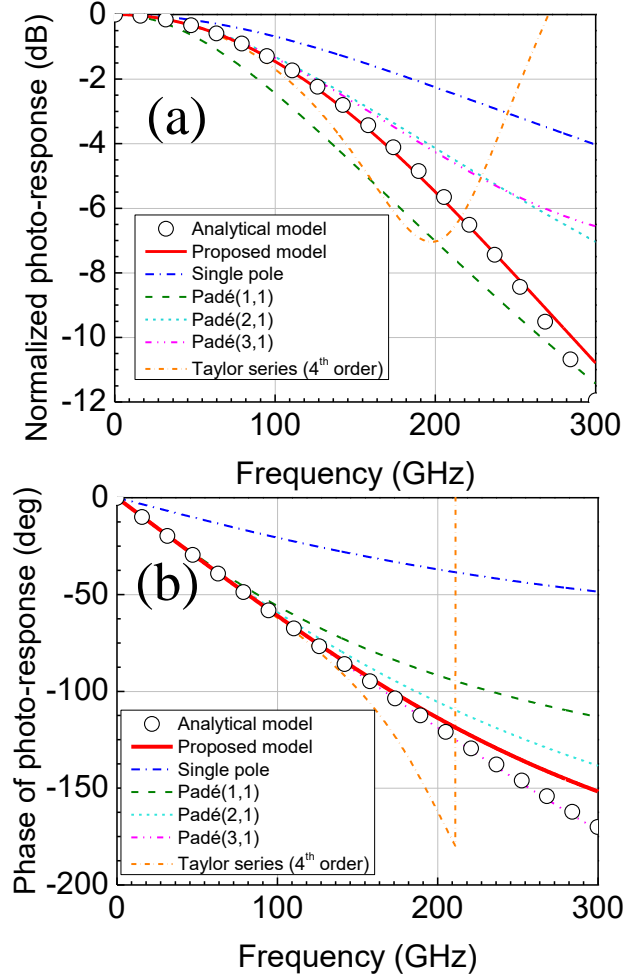 0
-2
-4
-6
-8
-10
-12
Normalized photo-response (dB)
(a)
Analytical model
Proposed model
Single pole
Padé(1,1)
Padé(2,1)
Padé(3,1)
Taylor series (4th order)
0
100
200
300
Frequency (GHz)
0
-50
-100
-150
-200
Phase of photo-response (deg)
(b)
Analytical model
Proposed model
Single pole
Padé(1,1)
Padé(2,1)
Padé(3,1)
Taylor series (4th order)
0
100
200
300
Frequency (GHz)